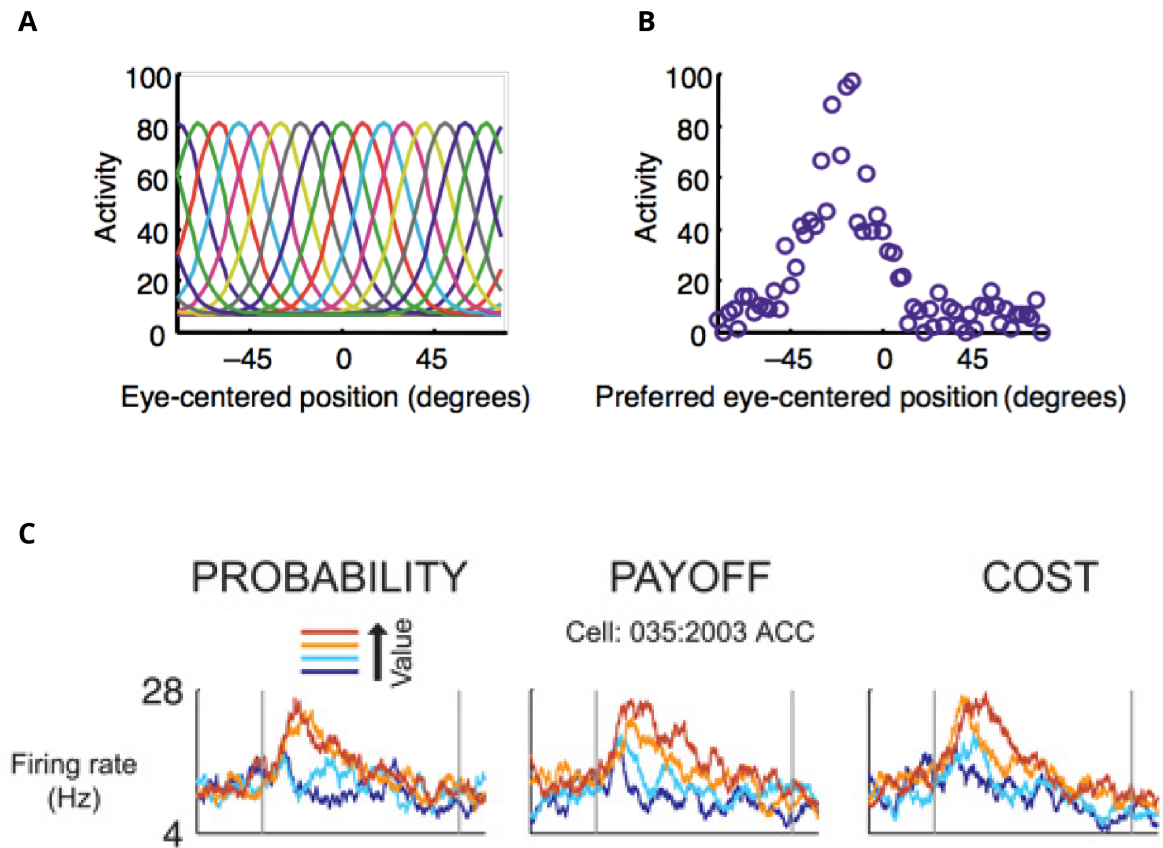 A
B
100
80
60
40
20
0
Activity
–45 0 45
Eye-centered position (degrees)
100
80
60
40
20
0
Activity
–45 0 45
Preferred eye-centered position (degrees)
C
PROBABILITY
PAYOFF
COST
Value
Cell: 035:2003 ACC
28
Firing rate
(Hz)
4